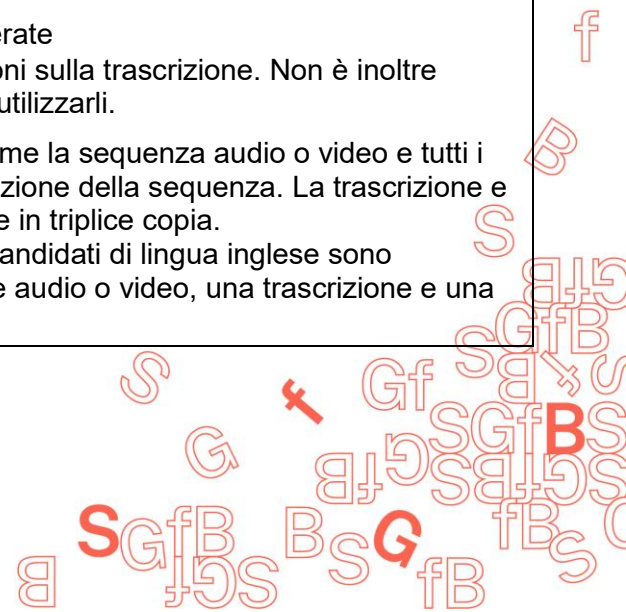 erate
oni sulla trascrizione. Non è inoltre
utilizzarli.
me la sequenza audio o video e tutti i
zione della sequenza. La trascrizione e
e in triplice copia.
andidati di lingua inglese sono
e audio o video, una trascrizione e una